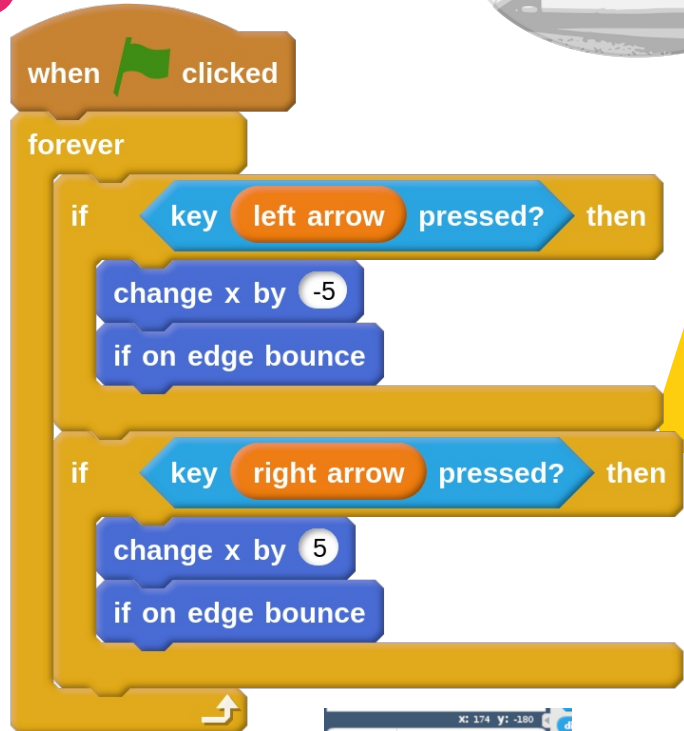 when clicked
forever
if key left arrow pressed? then
change x by -5
if on edge bounce
if key right arrow pressed? then
change x by 5
if on edge bounce
x: 174 y: -180